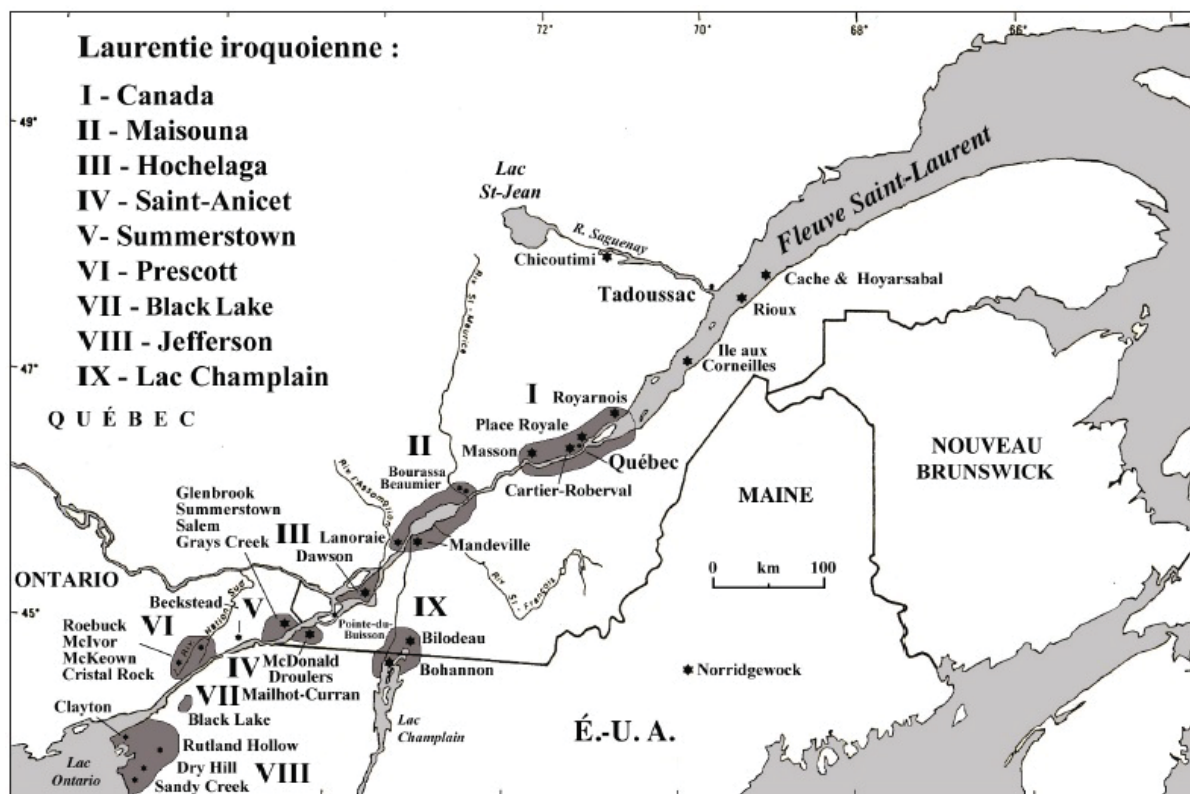 72°
70°
68°
66°
Laurentie iroquoienne :
I - Canada
II - Maisouna
III - Hochelaga
IV - Saint-Anicet
V- Summerstown
VI - Prescott
VII - Black Lake
VIII - Jefferson
IX - Lac Champlain
49°
47°
45°
QUÉBEC
Lac
St-Jean
R. Saguenay
Chicoutimi
Tadoussac
Fleuve Saint-Laurent
Cache & Hoyarsabal
Rioux
Ile aux
Corneilles
Riv St-Maurice
I
Royarnois
Place Royale
Masson
Québec
Cartier-Roberval
II
Bourassa
Beaumier
NOUVEAU
BRUNSWICK
MAINE
0 km 100
Glenbrook
Summerstown
Salem
Grays Creek
III
Lanoraie
Dawson
Riv l'Assomption
Mandeville
Riv St-François
ONTARIO
Riv Nation Sud
Beckstead
V
Pointe-du-
Buisson
IX
Bilodeau
Bohannon
Roebuck
McIvor
McKeown
Cristal Rock
VI
IV
McDonald
Droulers
Mailhot-Curran
Norridgewock
VII
Black Lake
Clayton
Lac
Champlain
É.-U. A.
Rutland Hollow
Dry Hill
Sandy Creek
VIII
Lac
Ontario